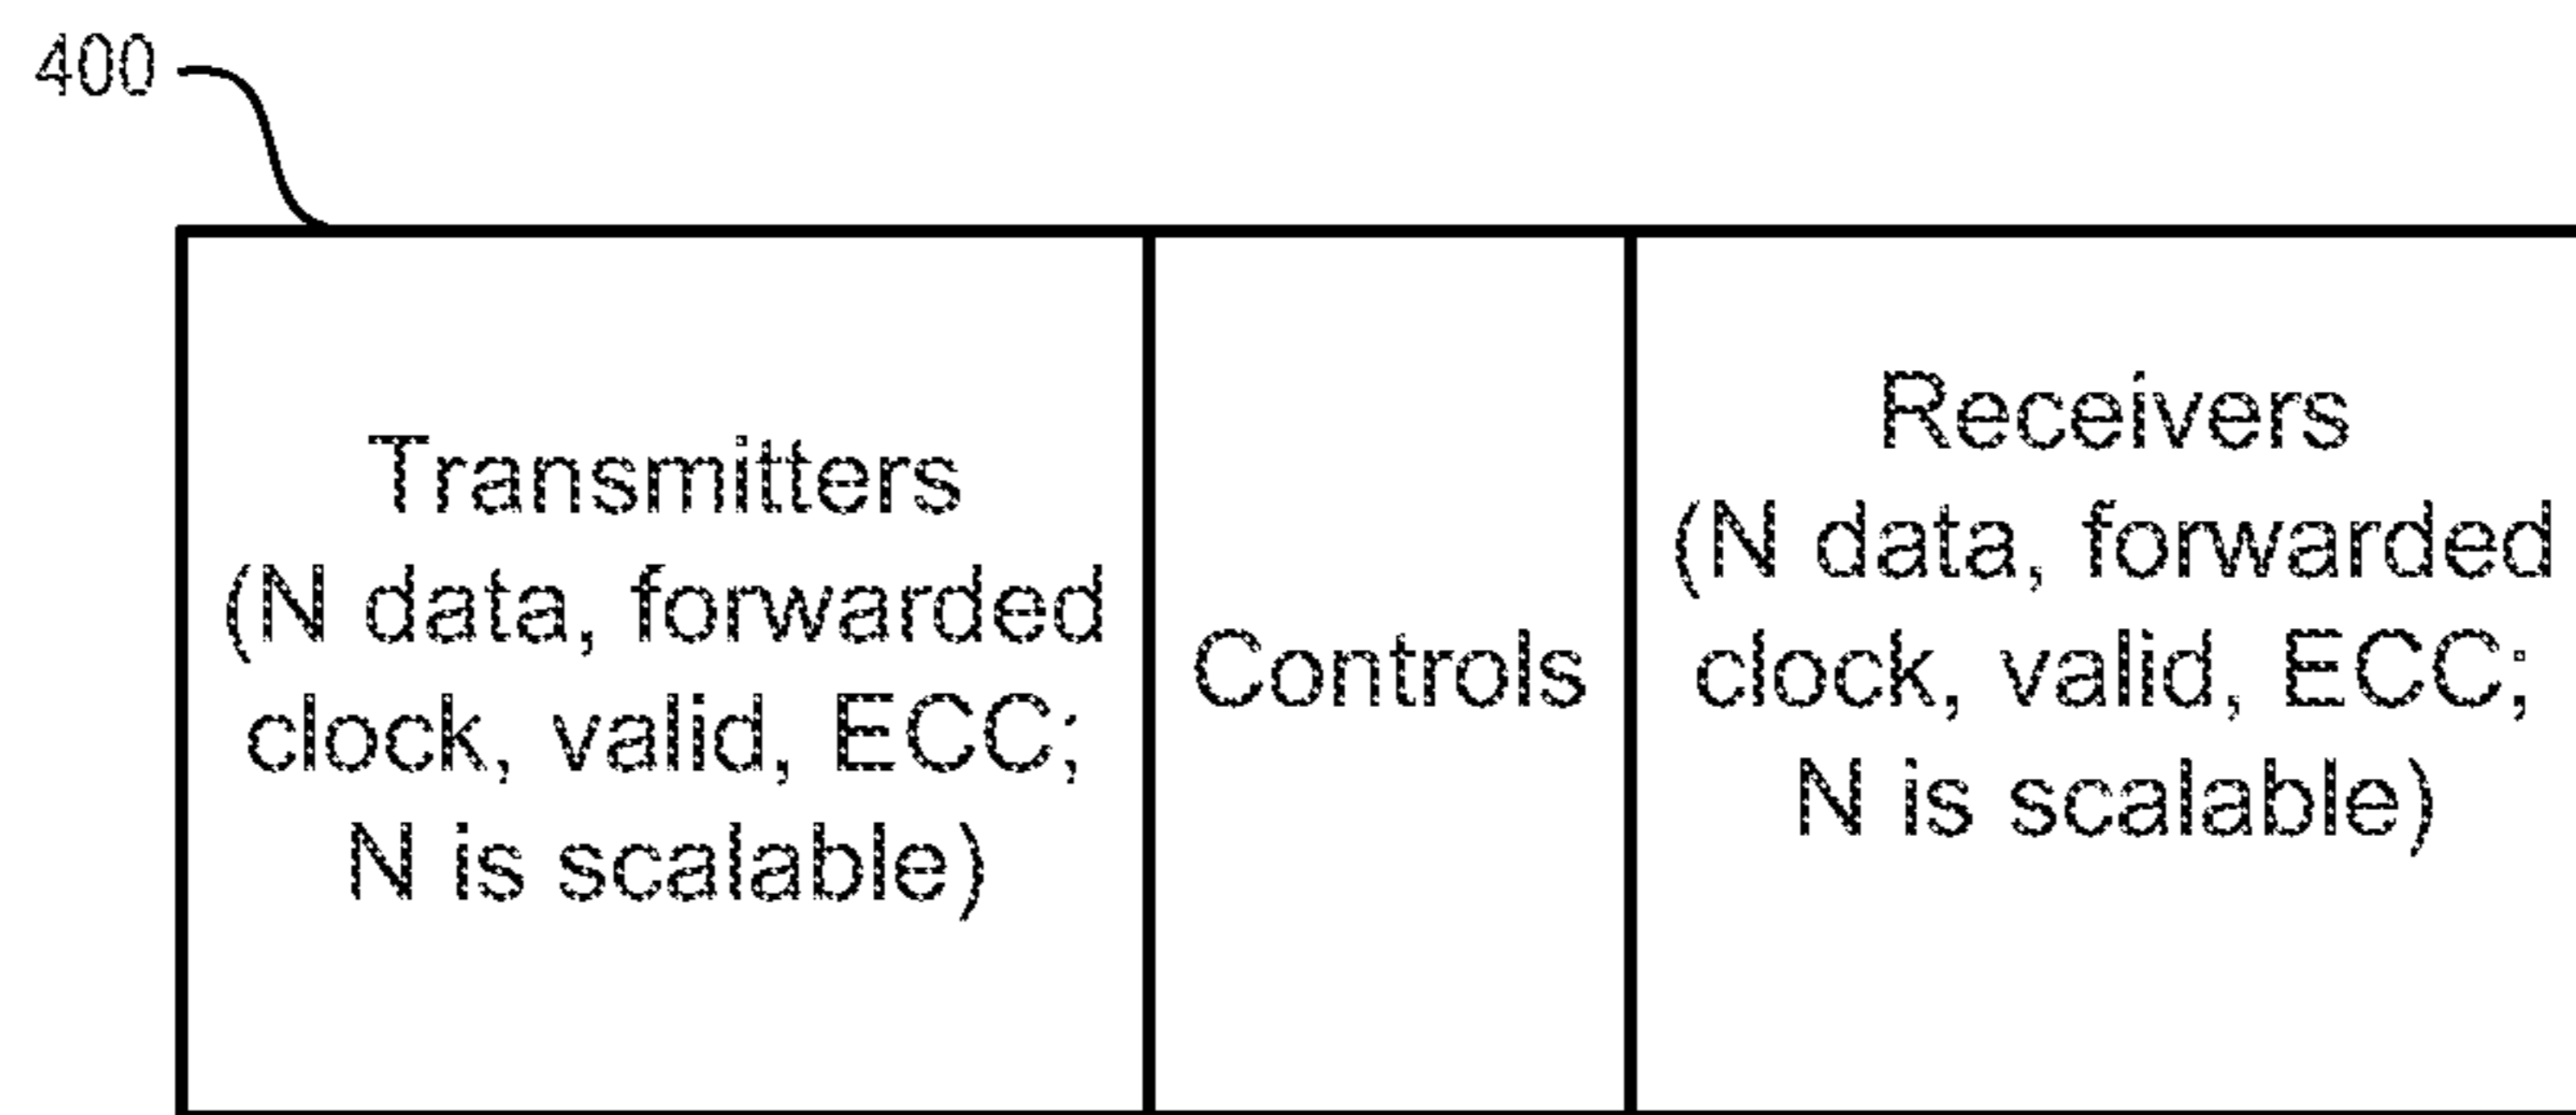 400
Transmitters
(N data, forwarded
clock, valid, ECC;
N is scalable)
Controls
Receivers
(N data, forwarded
clock, valid, ECC;
N is scalable)